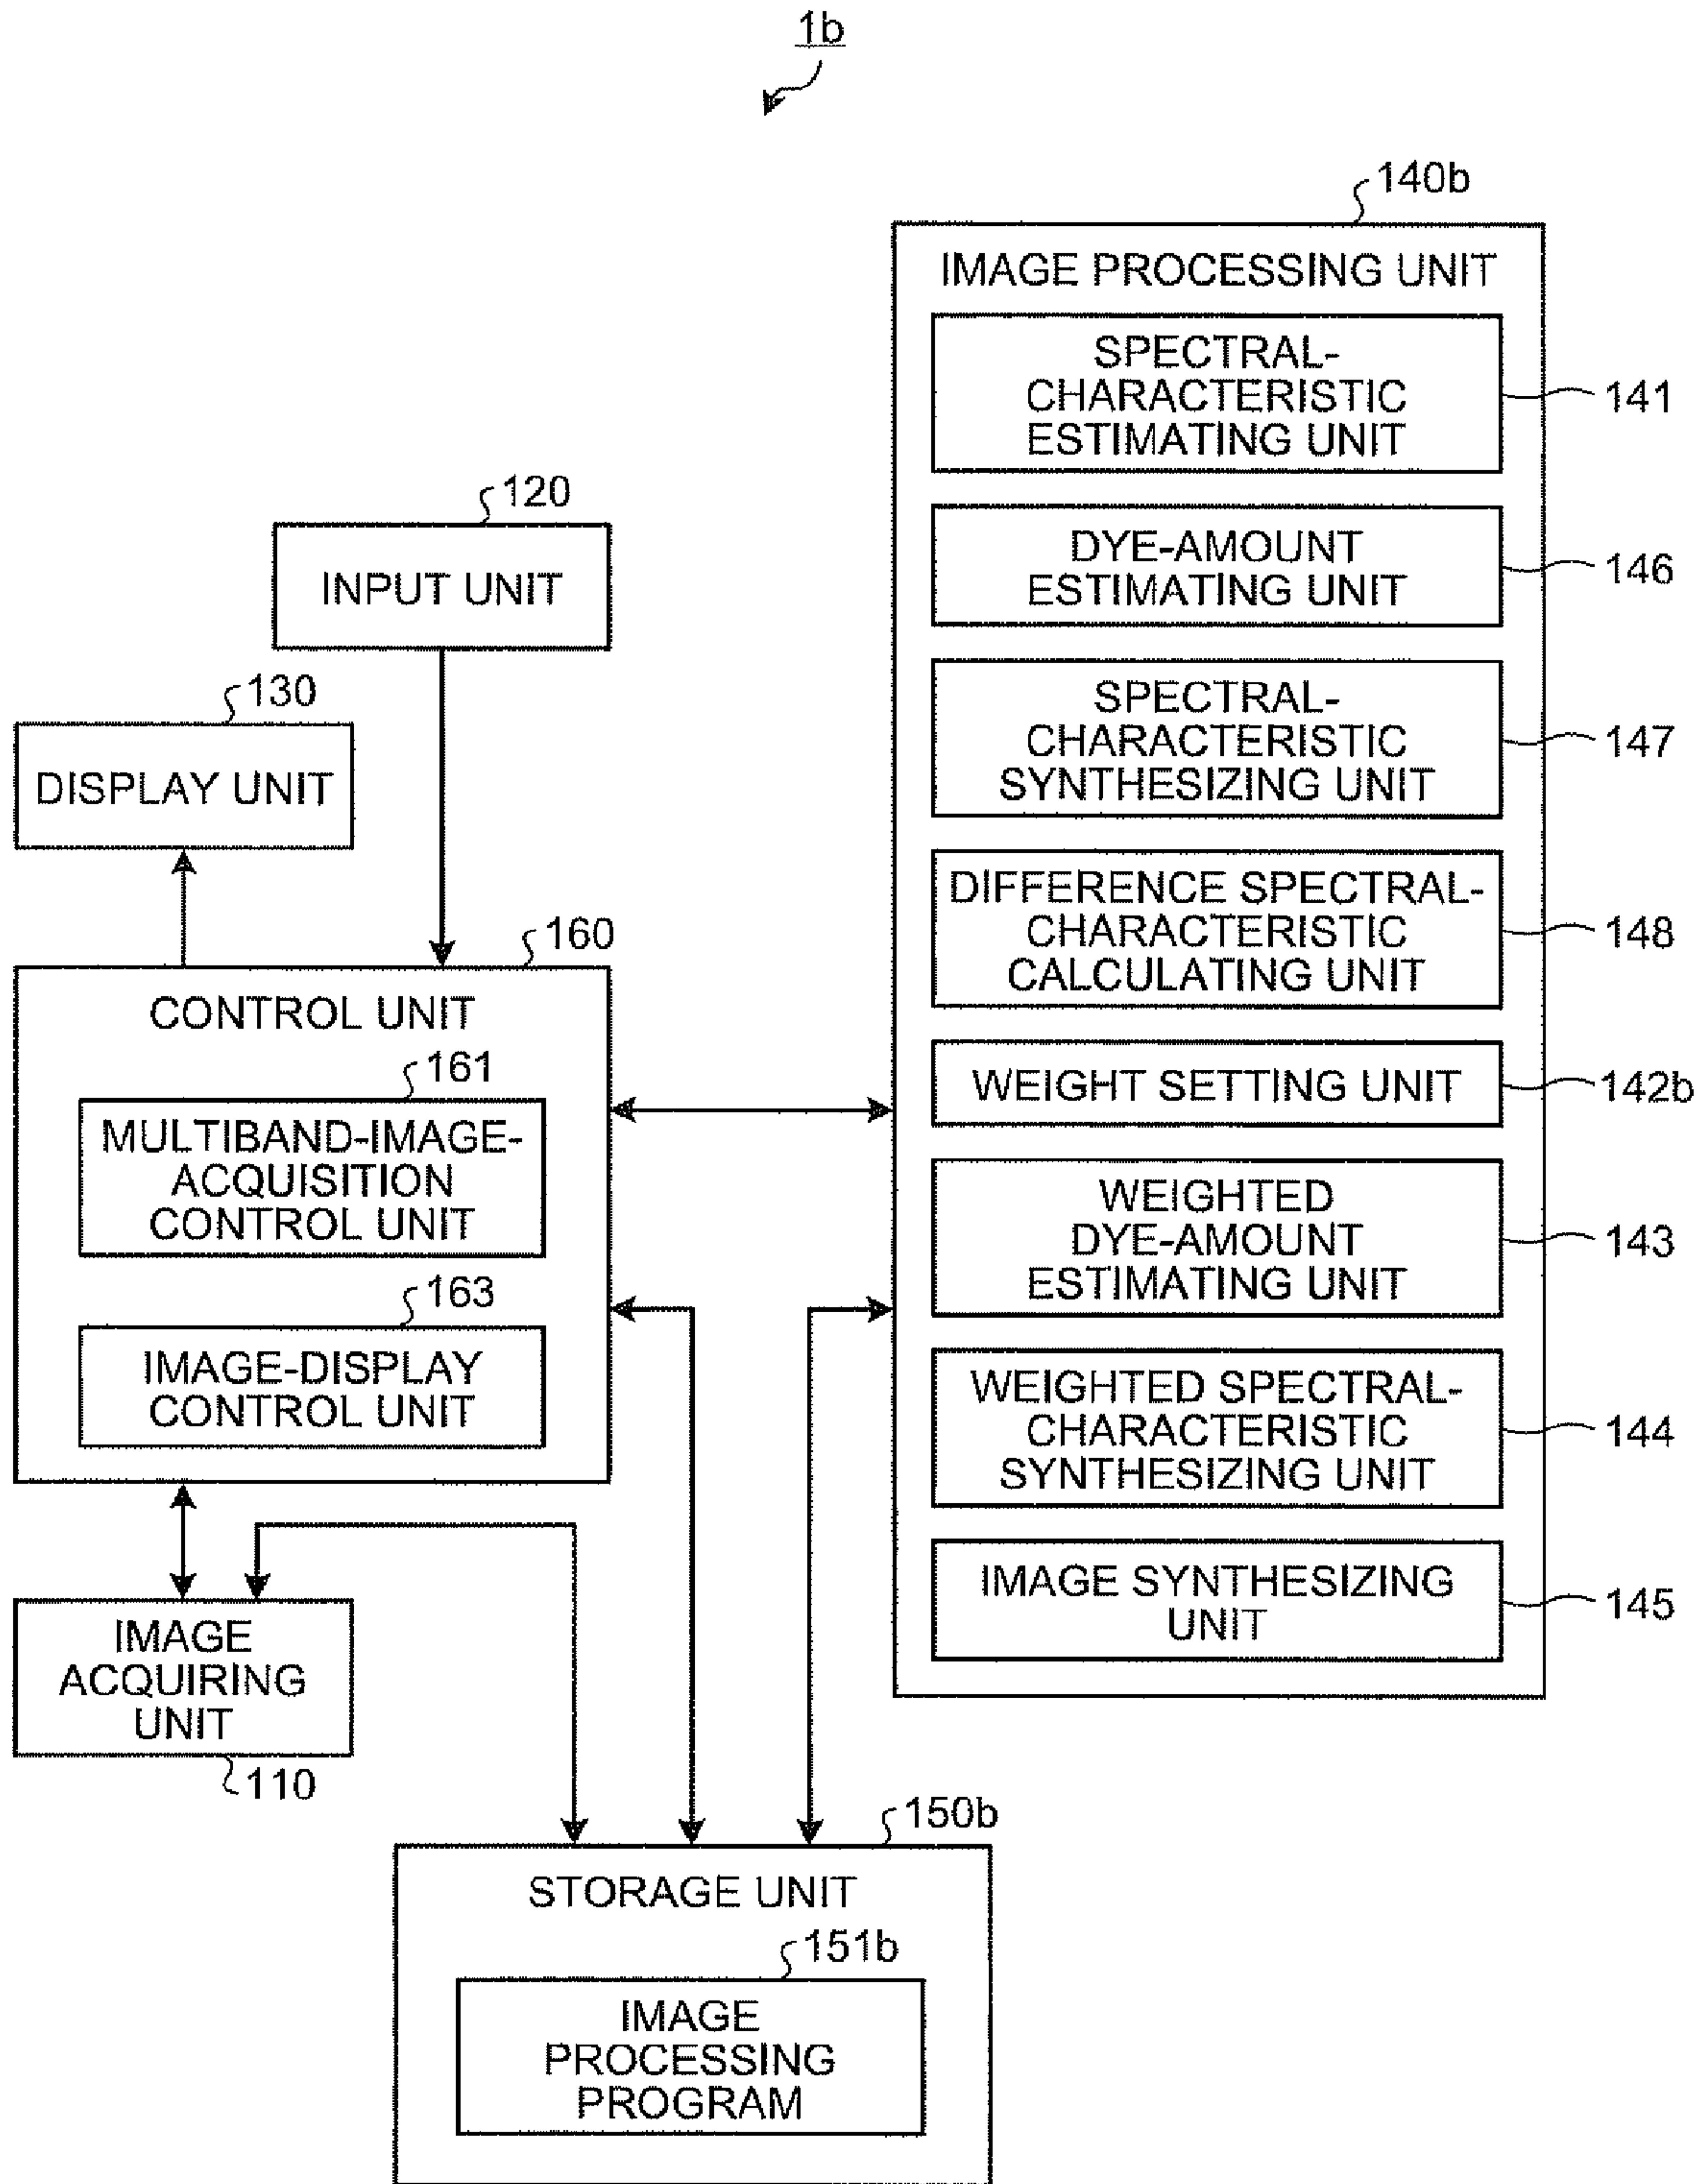 1b
140b
IMAGE PROCESSING UNIT
SPECTRAL-
CHARACTERISTIC
ESTIMATING UNIT
141
DYE-AMOUNT
ESTIMATING UNIT
146
SPECTRAL-
CHARACTERISTIC
SYNTHESIZING UNIT
147
DIFFERENCE SPECTRAL-
CHARACTERISTIC
CALCULATING UNIT
148
WEIGHT SETTING UNIT
142b
WEIGHTED
DYE-AMOUNT
ESTIMATING UNIT
143
WEIGHTED SPECTRAL-
CHARACTERISTIC
SYNTHESIZING UNIT
144
IMAGE SYNTHESIZING
UNIT
145
120
INPUT UNIT
130
DISPLAY UNIT
160
CONTROL UNIT
161
MULTIBAND-IMAGE-
ACQUISITION
CONTROL UNIT
163
IMAGE-DISPLAY
CONTROL UNIT
IMAGE
ACQUIRING
UNIT
110
150b
STORAGE UNIT
151b
IMAGE
PROCESSING
PROGRAM